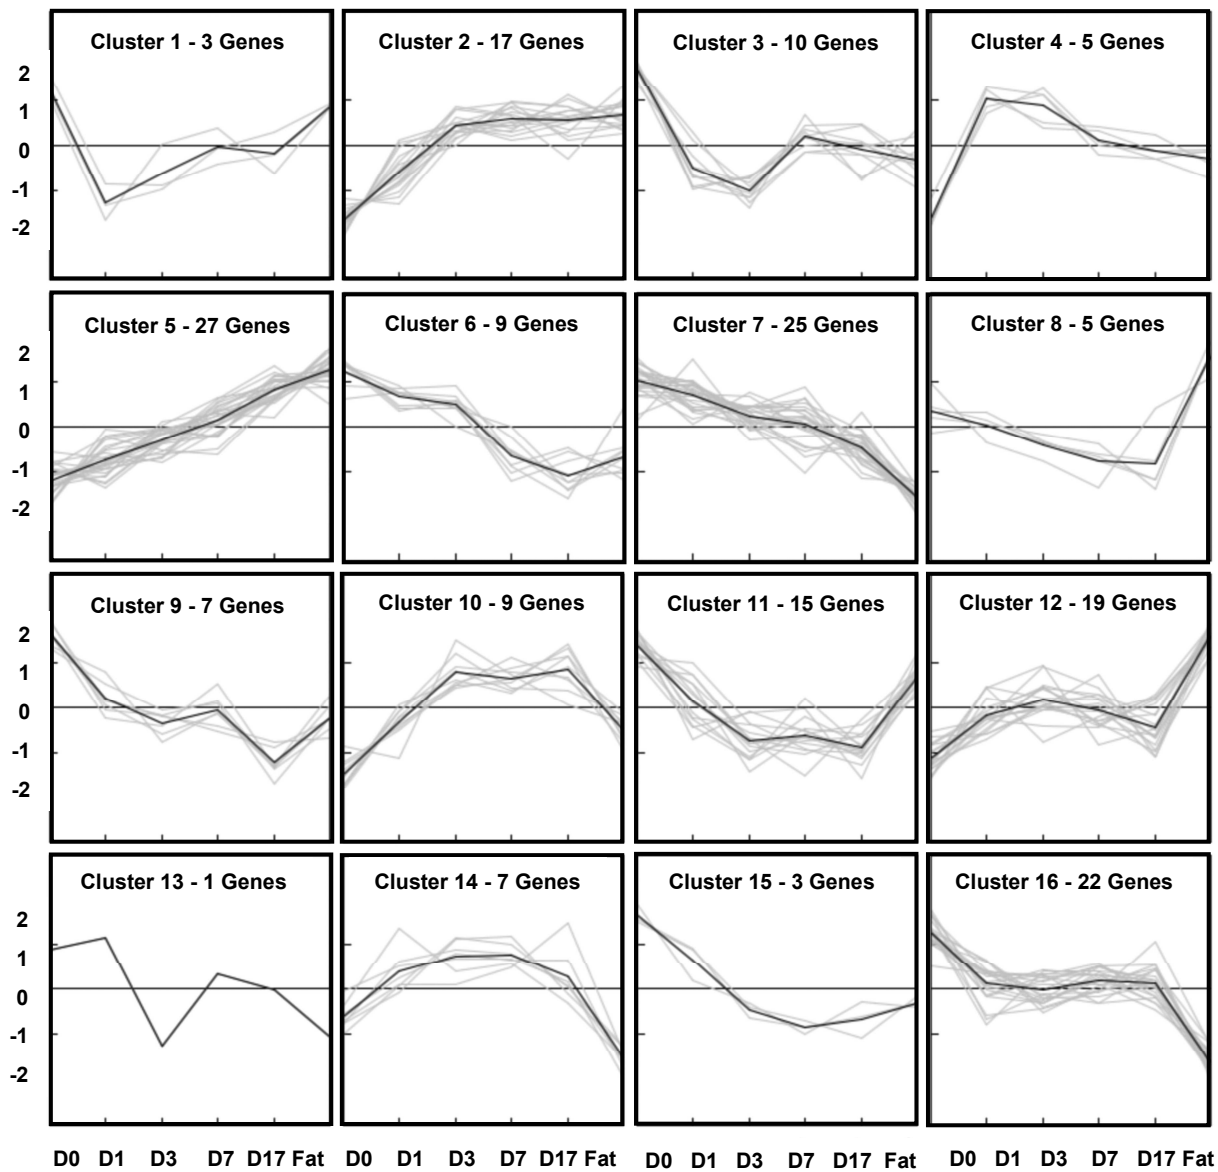 Cluster 1 - 3 Genes
Cluster 2 - 17 Genes
Cluster 3 - 10 Genes
Cluster 4 - 5 Genes
2
1
0
-1
-2
Cluster 5 - 27 Genes
Cluster 6 - 9 Genes
Cluster 7 - 25 Genes
Cluster 8 - 5 Genes
2
1
0
-1
-2
Cluster 9 - 7 Genes
Cluster 10 - 9 Genes
Cluster 11 - 15 Genes
Cluster 12 - 19 Genes
2
1
0
-1
-2
Cluster 13 - 1 Genes
Cluster 14 - 7 Genes
Cluster 15 - 3 Genes
Cluster 16 - 22 Genes
2
1
0
-1
-2
D0 D1 D3 D7 D17 Fat
D0 D1 D3 D7 D17 Fat
D0 D1 D3 D7 D17 Fat
D0 D1 D3 D7 D17 Fat